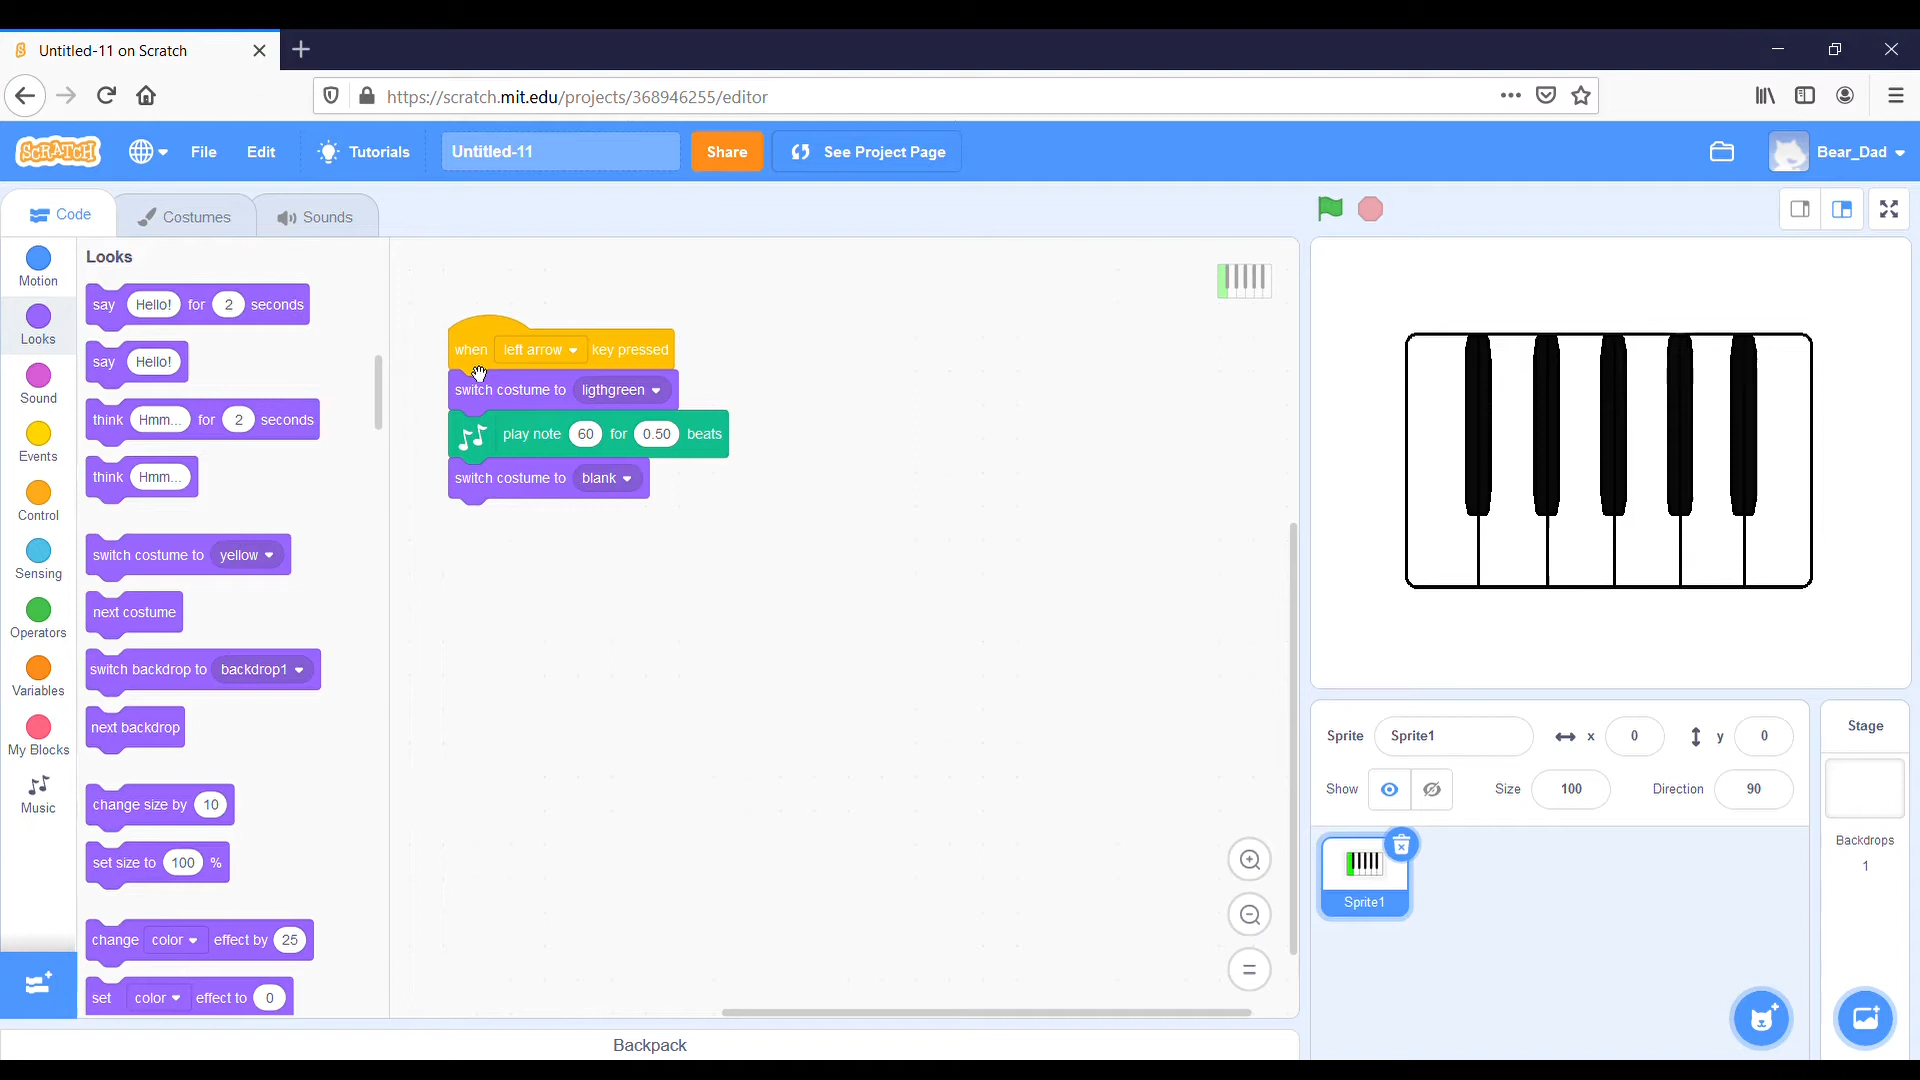 Untitled-11 on Scratch
https://scratch.mit.edu/projects/368946255/editor
SCRATCH File Edit Tutorials Untitled-11 Share See Project Page Bear_Dad
Code Costumes Sounds
Motion
Looks
Sound
Events
Control
Sensing
Operators
Variables
My Blocks
Music
Looks
say Hello! for 2 seconds
say Hello!
think Hmm... for 2 seconds
think Hmm...
switch costume to yellow
next costume
switch backdrop to backdrop1
next backdrop
change size by 10
set size to 100 %
change color effect by 25
set color effect to 0
when left arrow key pressed
switch costume to ligthgreen
play note 60 for 0.50 beats
switch costume to blank
Backpack
Sprite Sprite1 x 0 y 0
Show Size 100 Direction 90
Sprite1
Stage
Backdrops
1